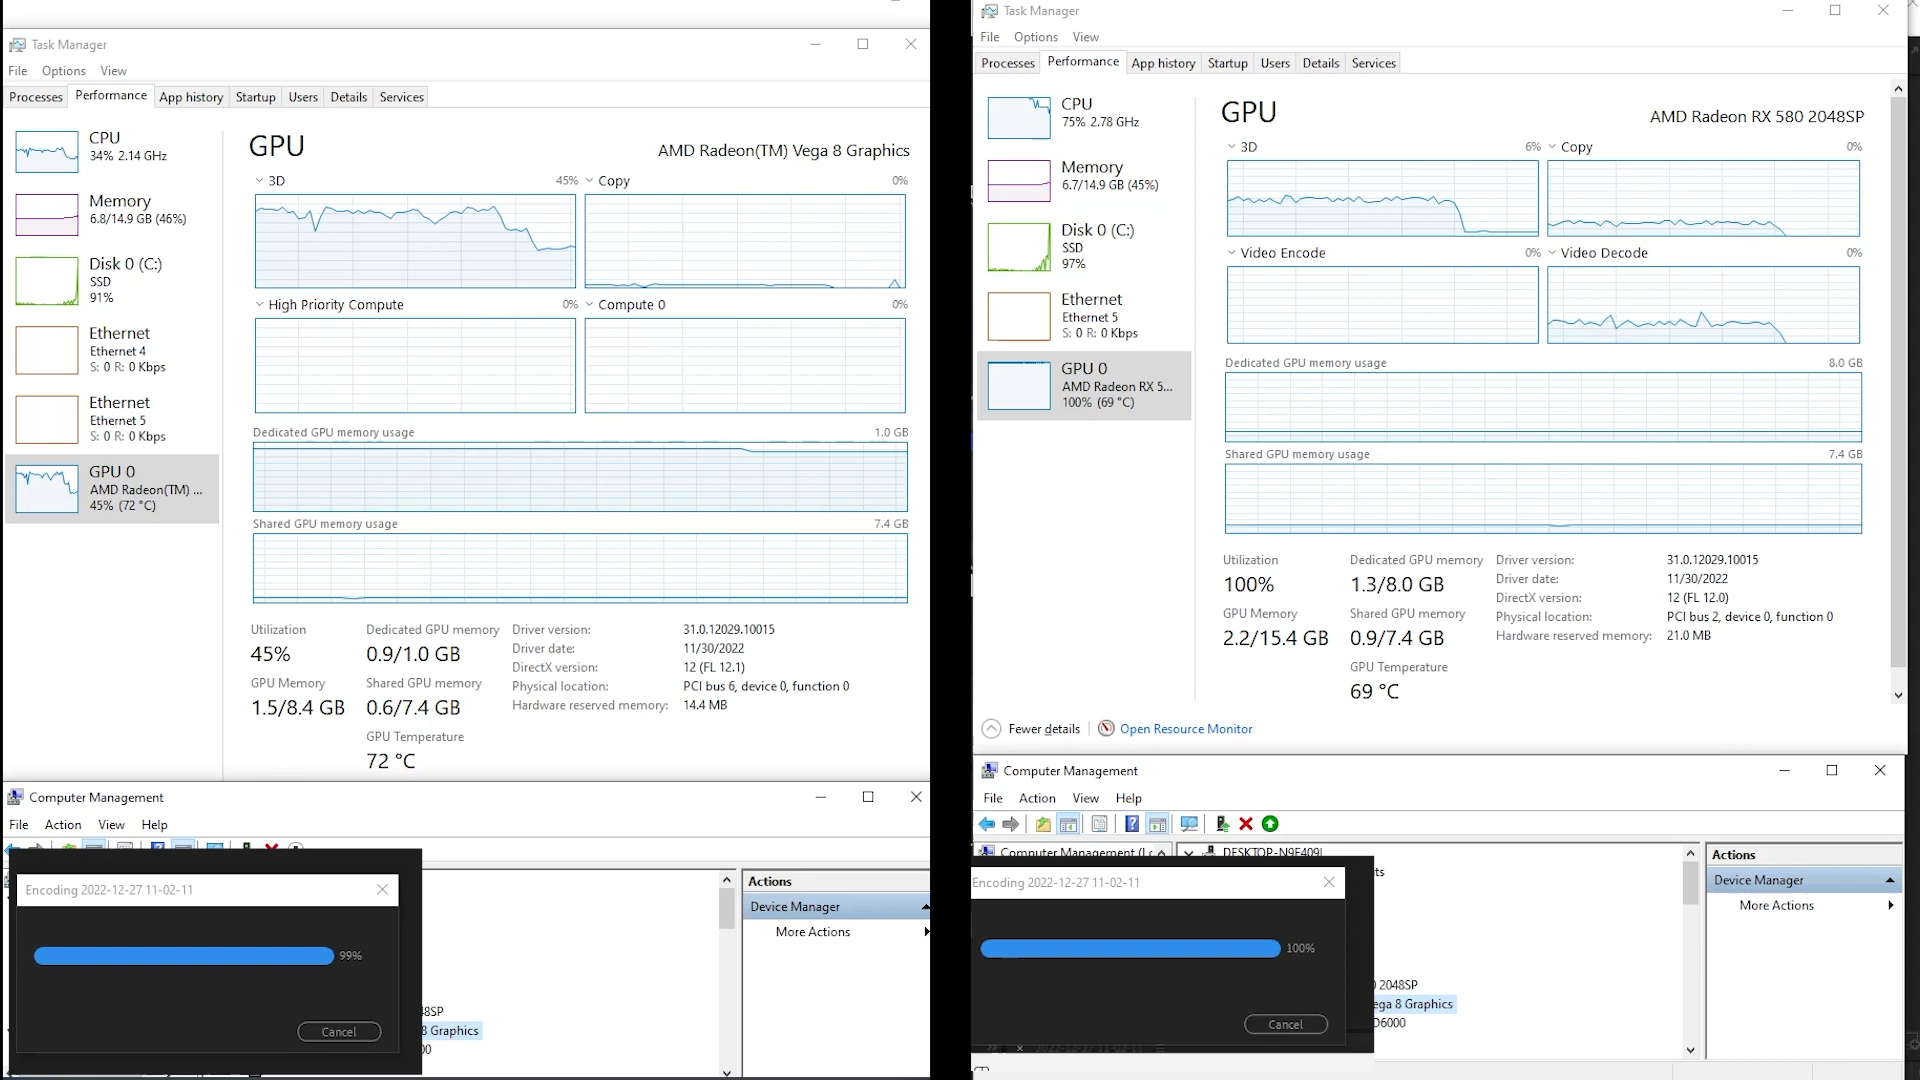 Task Manager
File Options View
Processes Performance App history Startup Users Details Services
CPU
34% 2.14 GHz
Memory
6.8/14.9 GB (46%)
Disk 0 (C:)
SSD
91%
Ethernet
Ethernet 4
S: 0 R: 0 Kbps
Ethernet
Ethernet 5
S: 0 R: 0 Kbps
GPU 0
AMD Radeon(TM) ...
45% (72 °C)
GPU
AMD Radeon(TM) Vega 8 Graphics
3D 45% Copy 0%
High Priority Compute 0% Compute 0 0%
Dedicated GPU memory usage 1.0 GB
Shared GPU memory usage 7.4 GB
Utilization
45%
Dedicated GPU memory
0.9/1.0 GB
GPU Memory
1.5/8.4 GB
Shared GPU memory
0.6/7.4 GB
GPU Temperature
72 °C
Driver version: 31.0.12029.10015
Driver date: 11/30/2022
DirectX version: 12 (FL 12.1)
Physical location: PCI bus 6, device 0, function 0
Hardware reserved memory: 14.4 MB
Computer Management
File Action View Help
Encoding 2022-12-27 11-02-11
99%
Cancel
48SP
8 Graphics
00
Actions
Device Manager
More Actions
Task Manager
File Options View
Processes Performance App history Startup Users Details Services
CPU
75% 2.78 GHz
Memory
6.7/14.9 GB (45%)
Disk 0 (C:)
SSD
97%
Ethernet
Ethernet 5
S: 0 R: 0 Kbps
GPU 0
AMD Radeon RX 5...
100% (69 °C)
GPU
AMD Radeon RX 580 2048SP
3D 6% Copy 0%
Video Encode 0% Video Decode 0%
Dedicated GPU memory usage 8.0 GB
Shared GPU memory usage 7.4 GB
Utilization
100%
Dedicated GPU memory
1.3/8.0 GB
GPU Memory
2.2/15.4 GB
Shared GPU memory
0.9/7.4 GB
GPU Temperature
69 °C
Driver version: 31.0.12029.10015
Driver date: 11/30/2022
DirectX version: 12 (FL 12.0)
Physical location: PCI bus 2, device 0, function 0
Hardware reserved memory: 21.0 MB
Fewer details Open Resource Monitor
Computer Management
File Action View Help
Computer Management (Lc
DESKTOP-N9F409I
ts
Encoding 2022-12-27 11-02-11
100%
Cancel
2048SP
ega 8 Graphics
D6000
Actions
Device Manager
More Actions